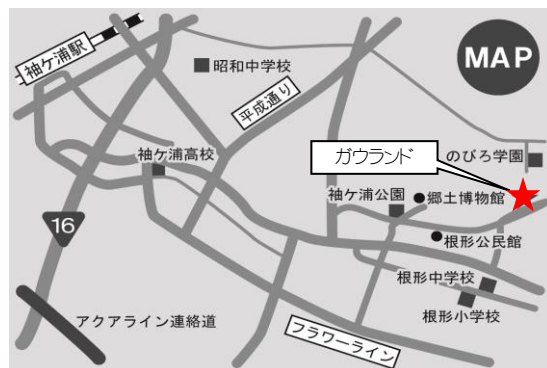 袖ケ浦駅
昭和中学校
MAP
平成通り
ガウランド
のびろ学園
袖ケ浦高校
袖ケ浦公園
郷土博物館
16
根形公民館
根形中学校
根形小学校
アクアライン連絡道
フラワーライン